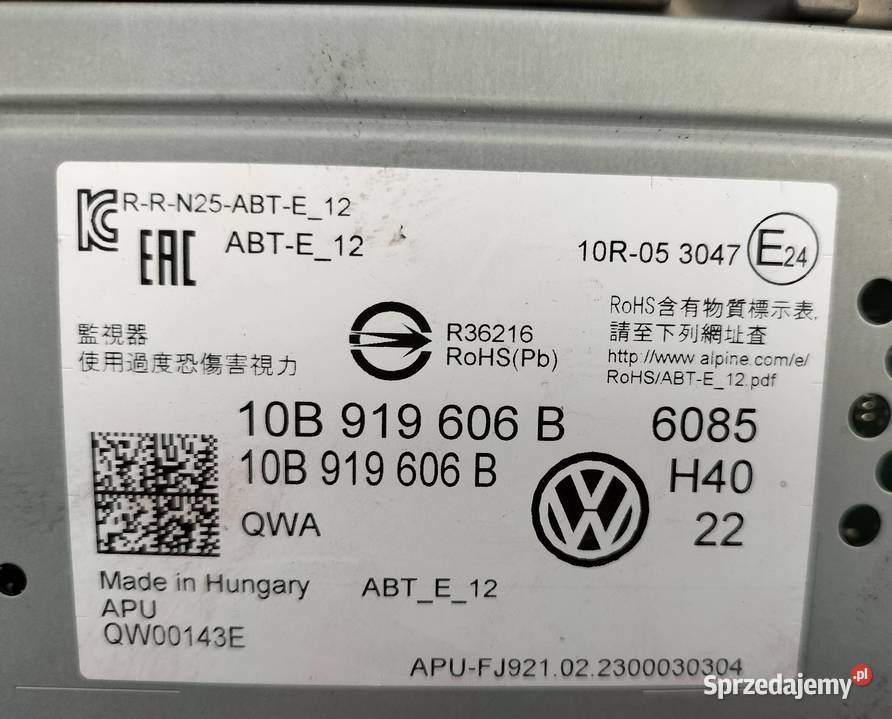 R-R-N25-ABT-E_12
EAC
ABT-E_12
10R-05 3047 E24
監視器
使用過度恐傷害視力
R36216
RoHS(Pb)
RoHS含有物質標示表,
請至下列網址查
http://www.alpine.com/e/
RoHS/ABT-E_12.pdf
10B 919 606 B 6085
10B 919 606 B H40
QWA 22
Made in Hungary ABT_E_12
APU
QW00143E
APU-FJ921.02.2300030304
Sprzedajemy.pl